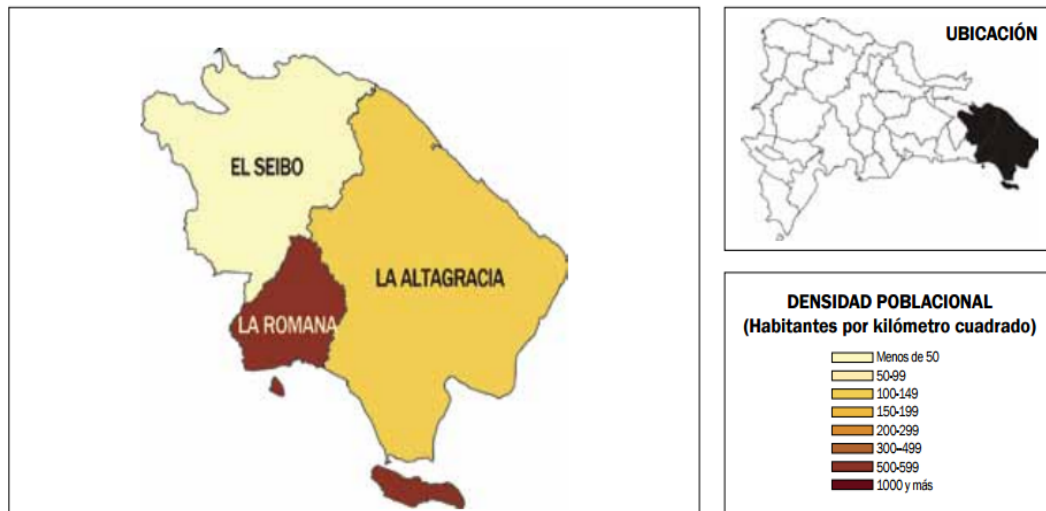 EL SEIBO
LA ALTAGRACIA
LA ROMANA
UBICACIÓN
DENSIDAD POBLACIONAL
(Habitantes por kilómetro cuadrado)
Menos de 50
50-99
100-149
150-199
200-299
300–499
500-599
1000 y más